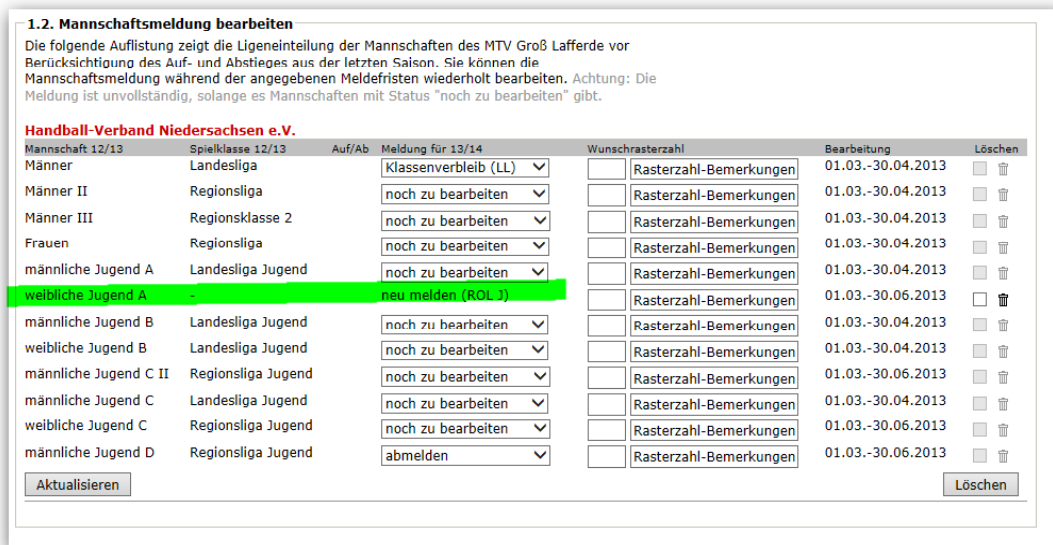 1.2. Mannschaftsmeldung bearbeiten
Die folgende Auflistung zeigt die Ligeneinteilung der Mannschaften des MTV Groß Lafferde vor
Berücksichtigung des Auf- und Abstieges aus der letzten Saison. Sie können die
Mannschaftsmeldung während der angegebenen Meldefristen wiederholt bearbeiten. Achtung: Die
Meldung ist unvollständig, solange es Mannschaften mit Status "noch zu bearbeiten" gibt.
Handball-Verband Niedersachsen e.V.
Mannschaft 12/13 Spielklasse 12/13 Auf/Ab Meldung für 13/14 Wunschrasterzahl Bearbeitung Löschen
Männer Landesliga Klassenverbleib (LL) Rasterzahl-Bemerkungen 01.03.-30.04.2013
Männer II Regionsliga noch zu bearbeiten Rasterzahl-Bemerkungen 01.03.-30.04.2013
Männer III Regionsklasse 2 noch zu bearbeiten Rasterzahl-Bemerkungen 01.03.-30.04.2013
Frauen Regionsliga noch zu bearbeiten Rasterzahl-Bemerkungen 01.03.-30.04.2013
männliche Jugend A Landesliga Jugend noch zu bearbeiten Rasterzahl-Bemerkungen 01.03.-30.04.2013
weibliche Jugend A - neu melden (ROL J) Rasterzahl-Bemerkungen 01.03.-30.06.2013
männliche Jugend B Landesliga Jugend noch zu bearbeiten Rasterzahl-Bemerkungen 01.03.-30.04.2013
weibliche Jugend B Landesliga Jugend noch zu bearbeiten Rasterzahl-Bemerkungen 01.03.-30.04.2013
männliche Jugend C II Regionsliga Jugend noch zu bearbeiten Rasterzahl-Bemerkungen 01.03.-30.06.2013
männliche Jugend C Landesliga Jugend noch zu bearbeiten Rasterzahl-Bemerkungen 01.03.-30.04.2013
weibliche Jugend C Regionsliga Jugend noch zu bearbeiten Rasterzahl-Bemerkungen 01.03.-30.06.2013
männliche Jugend D Regionsliga Jugend abmelden Rasterzahl-Bemerkungen 01.03.-30.06.2013
Aktualisieren Löschen